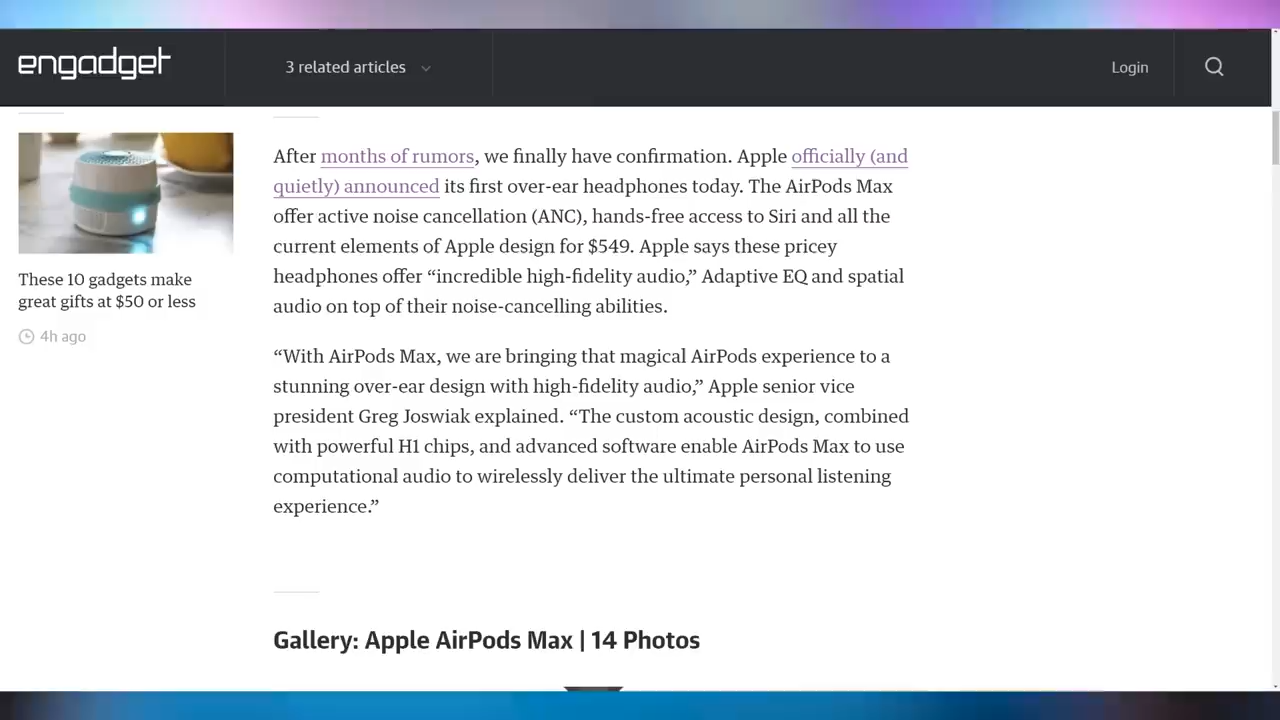 engadget
3 related articles
Login
These 10 gadgets make
great gifts at $50 or less
4h ago
After months of rumors, we finally have confirmation. Apple officially (and
quietly) announced its first over-ear headphones today. The AirPods Max
offer active noise cancellation (ANC), hands-free access to Siri and all the
current elements of Apple design for $549. Apple says these pricey
headphones offer “incredible high-fidelity audio,” Adaptive EQ and spatial
audio on top of their noise-cancelling abilities.
“With AirPods Max, we are bringing that magical AirPods experience to a
stunning over-ear design with high-fidelity audio,” Apple senior vice
president Greg Joswiak explained. “The custom acoustic design, combined
with powerful H1 chips, and advanced software enable AirPods Max to use
computational audio to wirelessly deliver the ultimate personal listening
experience.”
Gallery: Apple AirPods Max | 14 Photos